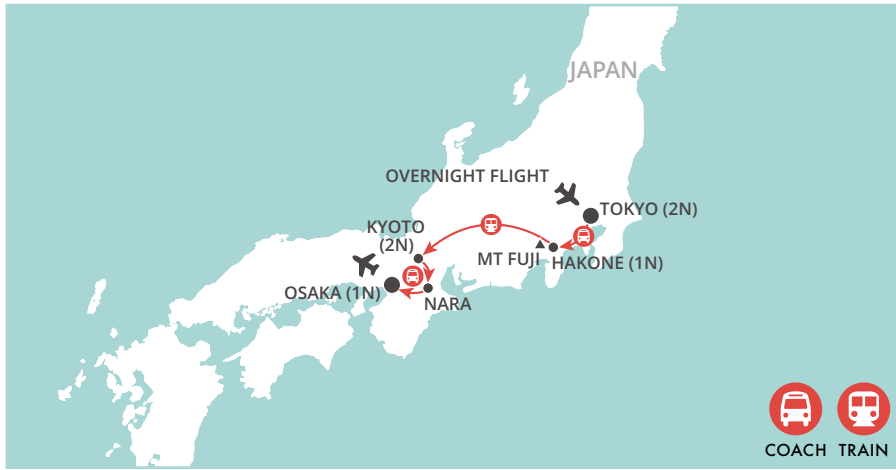 JAPAN
OVERNIGHT FLIGHT
TOKYO (2N)
KYOTO
(2N)
MT FUJI
HAKONE (1N)
OSAKA (1N)
NARA
COACH
TRAIN